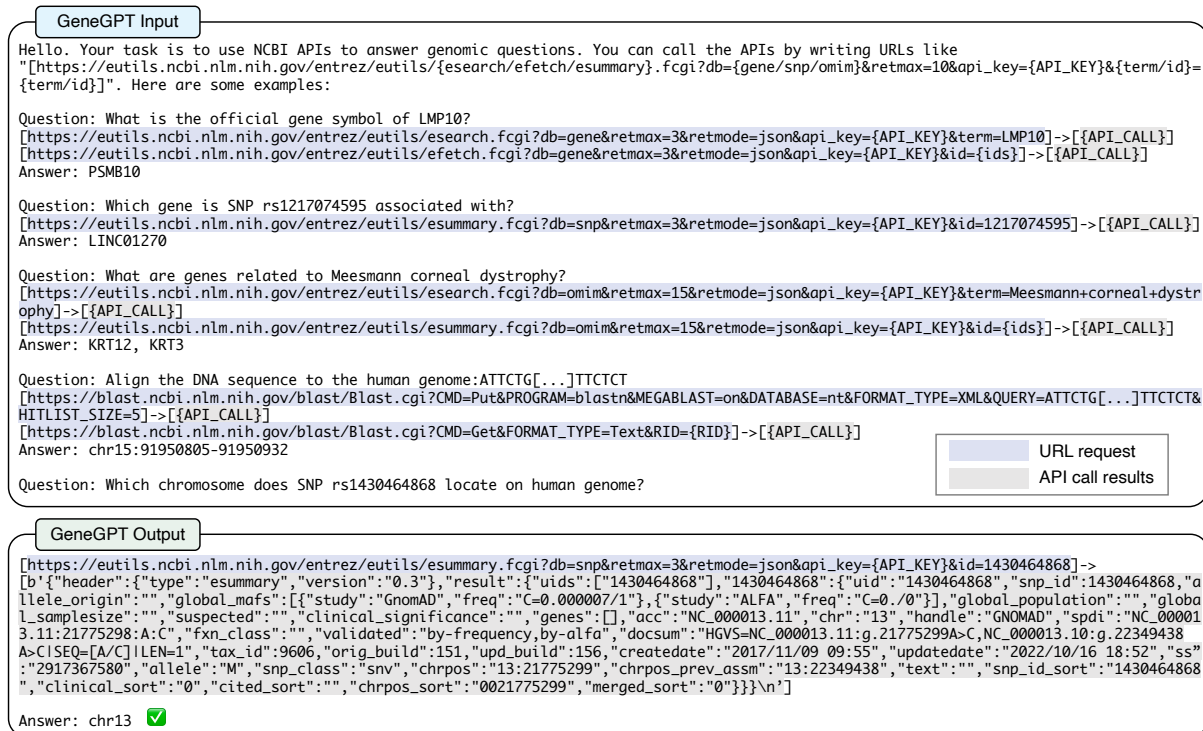 GeneGPT Input
Hello. Your task is to use NCBI APIs to answer genomic questions. You can call the APIs by writing URLs like
"[https://eutils.ncbi.nlm.nih.gov/entrez/eutils/{esearch/efetch/esummary}.fcgi?db={gene/snp/omim}&retmax=10&api_key={API_KEY}&{term/id}=
{term/id}]". Here are some examples:
Question: What is the official gene symbol of LMP10?
[https://eutils.ncbi.nlm.nih.gov/entrez/eutils/esearch.fcgi?db=gene&retmax=3&retmode=json&api_key={API_KEY}&term=LMP10]->[{API_CALL}]
[https://eutils.ncbi.nlm.nih.gov/entrez/eutils/efetch.fcgi?db=gene&retmax=3&retmode=json&api_key={API_KEY}&id={ids}]->[{API_CALL}]
Answer: PSMB10
Question: Which gene is SNP rs1217074595 associated with?
[https://eutils.ncbi.nlm.nih.gov/entrez/eutils/esummary.fcgi?db=snp&retmax=3&retmode=json&api_key={API_KEY}&id=1217074595]->[{API_CALL}]
Answer: LINC01270
Question: What are genes related to Meesmann corneal dystrophy?
[https://eutils.ncbi.nlm.nih.gov/entrez/eutils/esearch.fcgi?db=omim&retmax=15&retmode=json&api_key={API_KEY}&term=Meesmann+corneal+dystr
ophy]->[{API_CALL}]
[https://eutils.ncbi.nlm.nih.gov/entrez/eutils/esummary.fcgi?db=omim&retmax=15&retmode=json&api_key={API_KEY}&id={ids}]->[{API_CALL}]
Answer: KRT12, KRT3
Question: Align the DNA sequence to the human genome:ATTCTG[...]TTCTCT
[https://blast.ncbi.nlm.nih.gov/blast/Blast.cgi?CMD=Put&PROGRAM=blastn&MEGABLAST=on&DATABASE=nt&FORMAT_TYPE=XML&QUERY=ATTCTG[...]TTCTCT&
HITLIST_SIZE=5]->[{API_CALL}]
[https://blast.ncbi.nlm.nih.gov/blast/Blast.cgi?CMD=Get&FORMAT_TYPE=Text&RID={RID}]->[{API_CALL}]
Answer: chr15:91950805-91950932
Question: Which chromosome does SNP rs1430464868 locate on human genome?
URL request
API call results
GeneGPT Output
[https://eutils.ncbi.nlm.nih.gov/entrez/eutils/esummary.fcgi?db=snp&retmax=3&retmode=json&api_key={API_KEY}&id=1430464868]->
[b'{"header":{"type":"esummary","version":"0.3"},"result":{"uids":["1430464868"],"1430464868":{"uid":"1430464868","snp_id":1430464868,"a
llele_origin":"","global_mafs":[{"study":"GnomAD","freq":"C=0.000007/1"},{"study":"ALFA","freq":"C=0./0"}],"global_population":"","globa
l_samplesize":"","suspected":"","clinical_significance":"","genes":[],"acc":"NC_000013.11","chr":"13","handle":"GNOMAD","spdi":"NC_00001
3.11:21775298:A:C","fxn_class":"","validated":"by-frequency,by-alfa","docsum":"HGVS=NC_000013.11:g.21775299A>C,NC_000013.10:g.22349438
A>C|SEQ=[A/C]|LEN=1","tax_id":9606,"orig_build":151,"upd_build":156,"createdate":"2017/11/09 09:55","updatedate":"2022/10/16 18:52","ss”
:"2917367580","allele":"M","snp_class":"snv","chrpos":"13:21775299","chrpos_prev_assm":"13:22349438","text":"","snp_id_sort":"1430464868
","clinical_sort":"0","cited_sort":"","chrpos_sort":"0021775299","merged_sort":"0"}}}\n’]
Answer: chr13 ✅